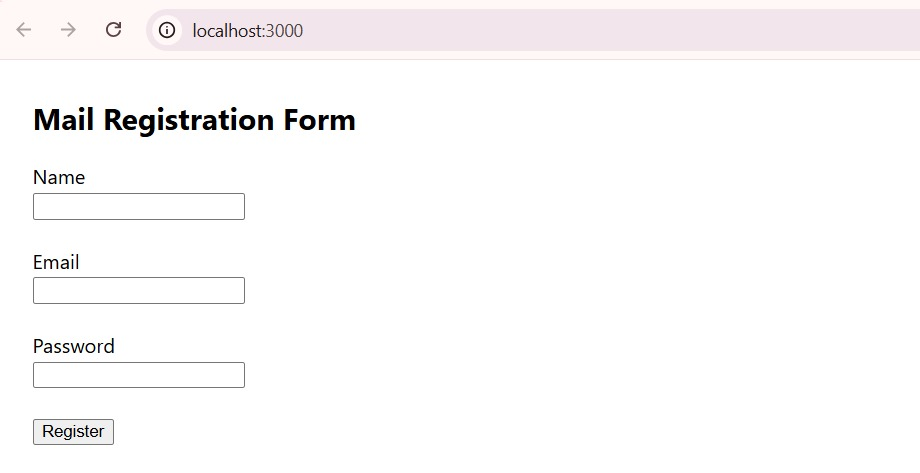 localhost:3000
Mail Registration Form
Name
Email
Password
Register